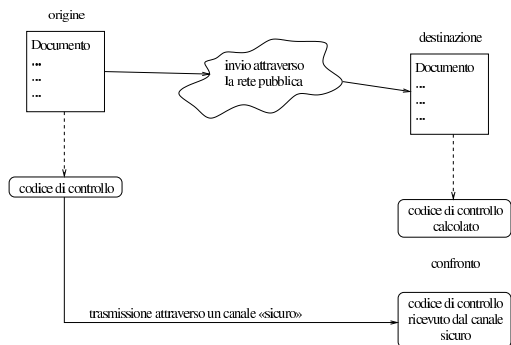 origine
Documento
...
...
...
invio attraverso
la rete pubblica
destinazione
Documento
...
...
...
codice di controllo
codice di controllo
calcolato
confronto
trasmissione attraverso un canale «sicuro»
codice di controllo
ricevuto dal canale
sicuro